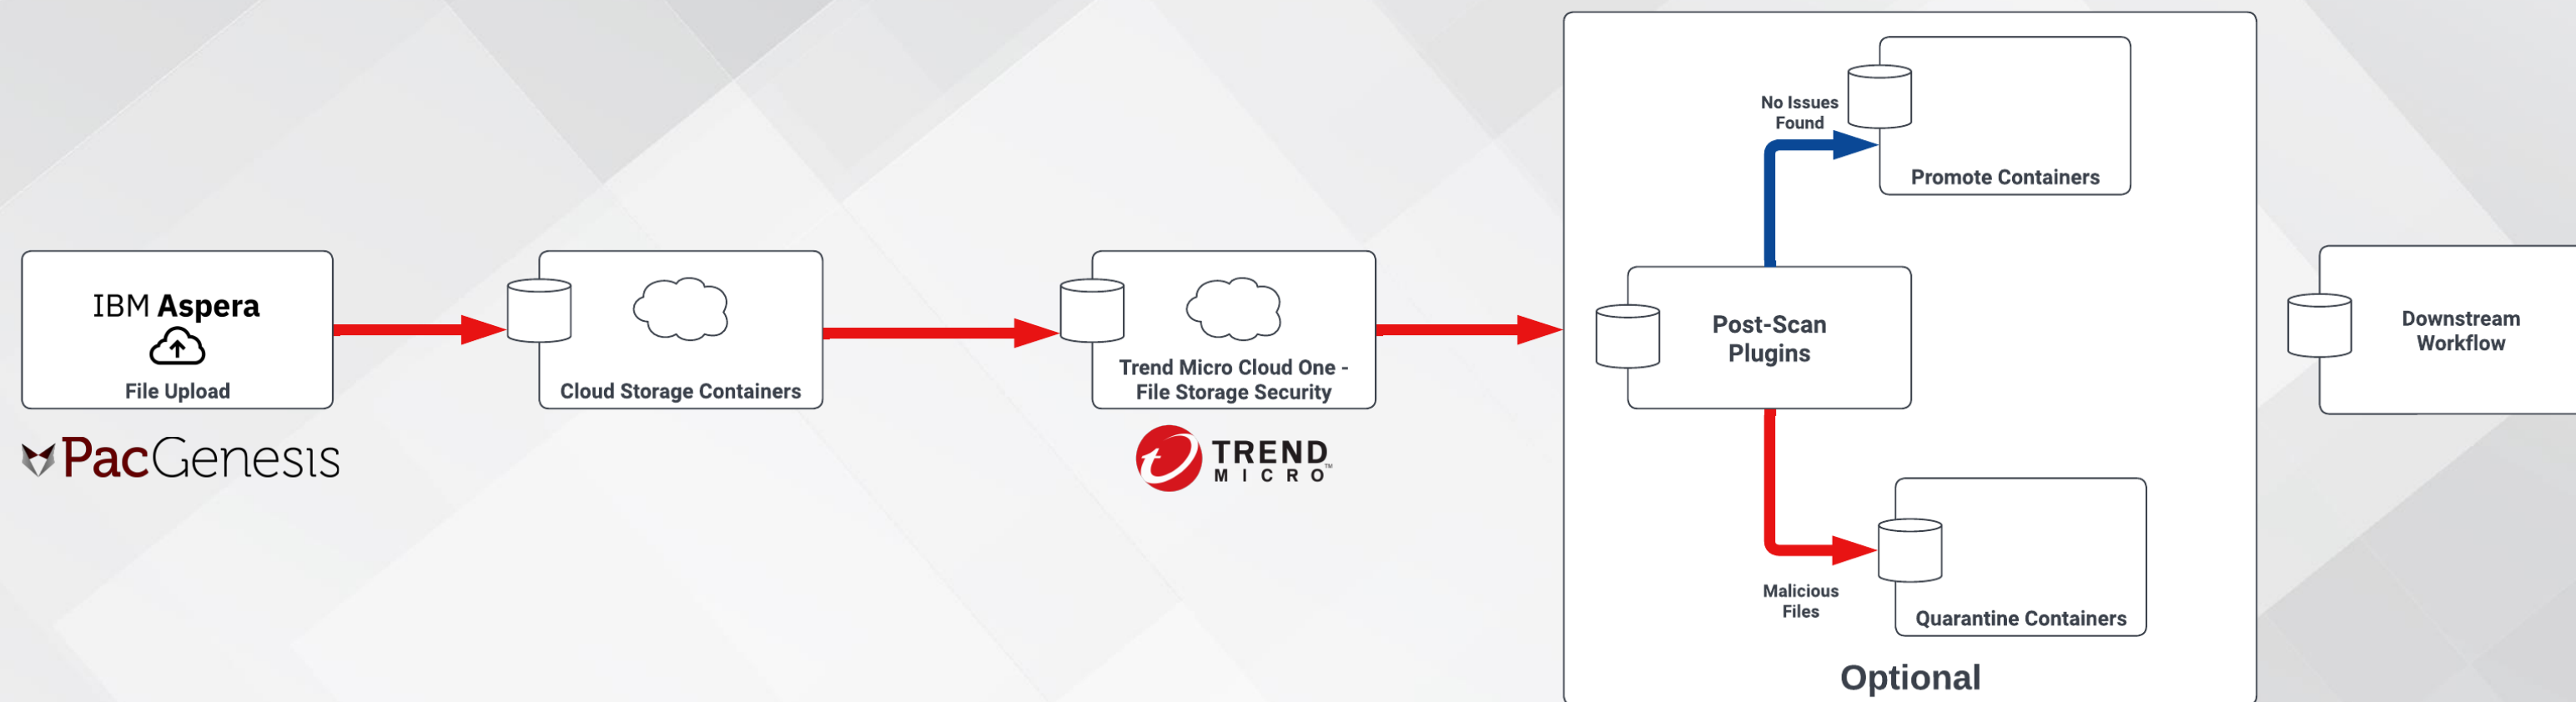 IBM Aspera
File Upload
PacGenesis
Cloud Storage Containers
Trend Micro Cloud One -
File Storage Security
TREND
MICRO™
No Issues
Found
Promote Containers
Post-Scan
Plugins
Malicious
Files
Quarantine Containers
Optional
Downstream
Workflow